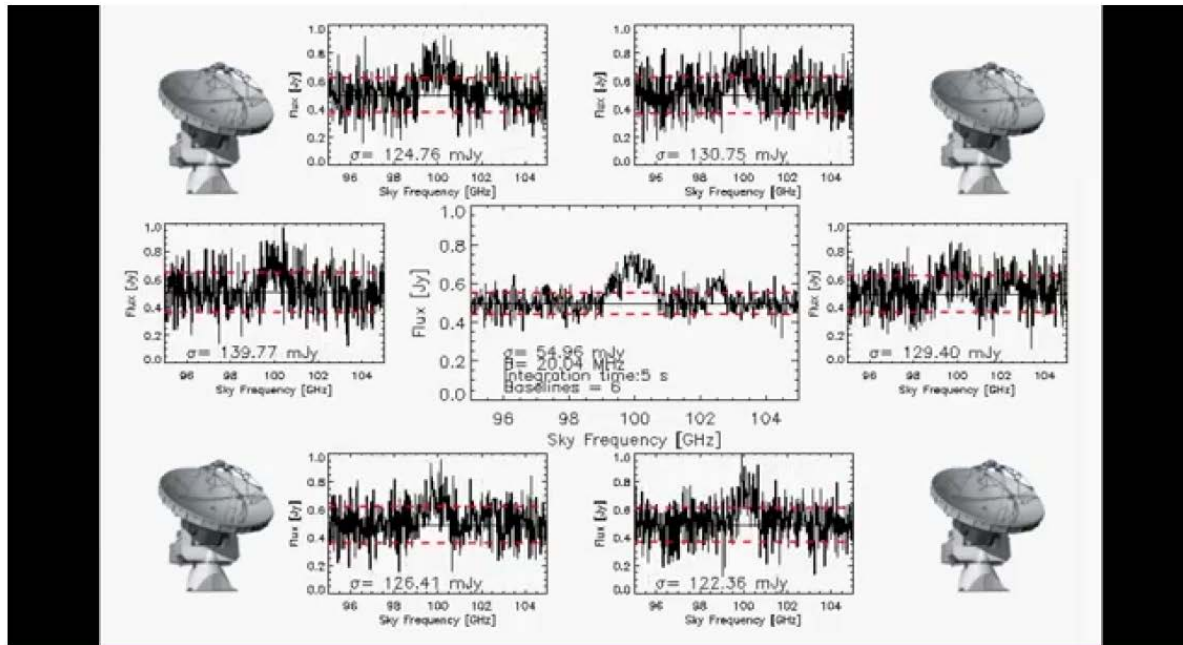 1.0
0.8
0.6
0.4
0.2
0.0
Flux [Jy]
σ= 124.76 mJy
96 98 100 102 104
Sky Frequency [GHz]
1.0
0.8
0.6
0.4
0.2
0.0
Flux [Jy]
σ= 130.75 mJy
96 98 100 102 104
Sky Frequency [GHz]
1.0
0.8
0.6
0.4
0.2
0.0
Flux [Jy]
σ= 139.77 mJy
96 98 100 102 104
Sky Frequency [GHz]
1.0
0.8
0.6
0.4
0.2
0.0
Flux [Jy]
σ= 54.96 mJy
B= 20.04 MHz
Integration time:5 s
Baselines = 6
96 98 100 102 104
Sky Frequency [GHz]
1.0
0.8
0.6
0.4
0.2
0.0
Flux [Jy]
σ= 129.40 mJy
96 98 100 102 104
Sky Frequency [GHz]
1.0
0.8
0.6
0.4
0.2
0.0
Flux [Jy]
σ= 126.41 mJy
96 98 100 102 104
Sky Frequency [GHz]
1.0
0.8
0.6
0.4
0.2
0.0
Flux [Jy]
σ= 122.36 mJy
96 98 100 102 104
Sky Frequency [GHz]